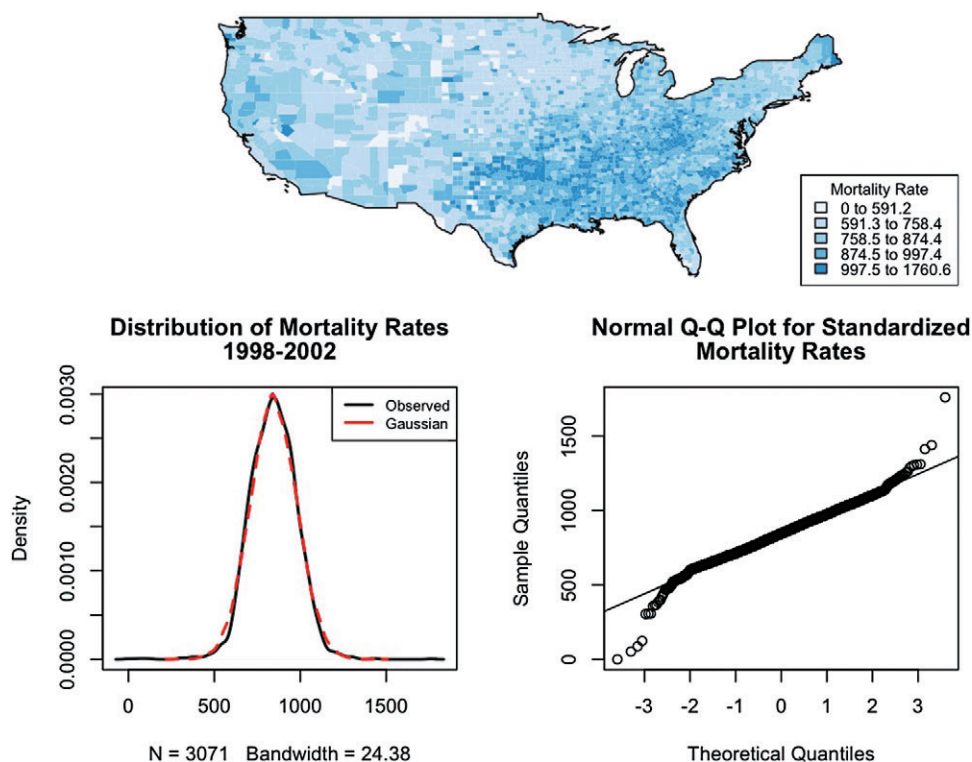 Mortality Rate
0 to 591.2
591.3 to 758.4
758.5 to 874.4
874.5 to 997.4
997.5 to 1760.6
Distribution of Mortality Rates
1998-2002
Density
0.0030
0.0020
0.0010
0.0000
Observed
Gaussian
0 500 1000 1500
N = 3071 Bandwidth = 24.38
Normal Q-Q Plot for Standardized
Mortality Rates
Sample Quantiles
1500
1000
500
0
-3 -2 -1 0 1 2 3
Theoretical Quantiles